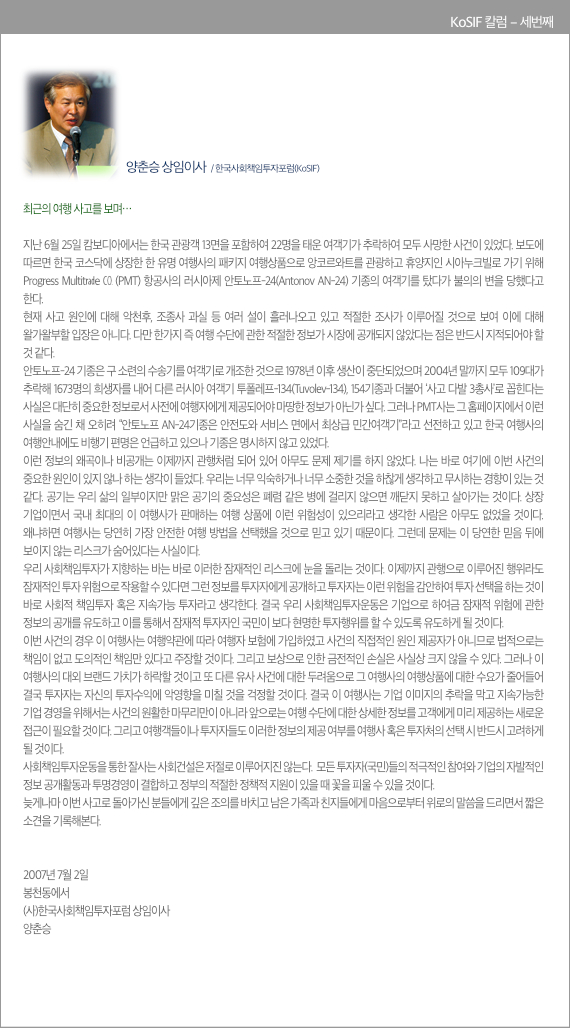 KoSIF 칼럼 - 세번째
양춘승 상임이사 / 한국사회책임투자포럼(KoSIF)
최근의 여행 사고를 보며…
지난 6월 25일 캄보디아에서는 한국 관광객 13면을 포함하여 22명을 태운 여객기가 추락하여 모두 사망한 사건이 있었다. 보도에
따르면 한국 코스닥에 상장한 한 유명 여행사의 패키지 여행상품으로 앙코르와트를 관광하고 휴양지인 시아누크빌로 가기 위해
Progress Multitrade CO. (PMT) 항공사의 러시아제 안토노프-24(Antonov AN-24) 기종의 여객기를 탔다가 불의의 변을 당했다고
한다.
현재 사고 원인에 대해 악천후, 조종사 과실 등 여러 설이 흘러나오고 있고 적절한 조사가 이루어질 것으로 보여 이에 대해
왈가왈부할 입장은 아니다. 다만 한가지 즉 여행 수단에 관한 적절한 정보가 시장에 공개되지 않았다는 점은 반드시 지적되어야 할
것 같다.
안토노프-24 기종은 구 소련의 수송기를 여객기로 개조한 것으로 1978년 이후 생산이 중단되었으며 2004년 말까지 모두 109대가
추락해 1673명의 희생자를 내어 다른 러시아 여객기 투폴레프-134(Tuvolev-134), 154기종과 더불어 '사고 다발 3총사'로 꼽힌다는
사실은 대단히 중요한 정보로서 사전에 여행자에게 제공되어야 마땅한 정보가 아닌가 싶다. 그러나 PMT사는 그 홈페이지에서 이런
사실을 숨긴 채 오히려 “안토노프 AN-24기종은 안전도와 서비스 면에서 최상급 민간여객기”라고 선전하고 있고 한국 여행사의
여행안내에도 비행기 편명은 언급하고 있으나 기종은 명시하지 않고 있었다.
이런 정보의 왜곡이나 비공개는 이제까지 관행처럼 되어 있어 아무도 문제 제기를 하지 않았다. 나는 바로 여기에 이번 사건의
중요한 원인이 있지 않나 하는 생각이 들었다. 우리는 너무 익숙하거나 너무 소중한 것을 하찮게 생각하고 무시하는 경향이 있는 것
같다. 공기는 우리 삶의 일부이지만 맑은 공기의 중요성은 폐렴 같은 병에 걸리지 않으면 깨닫지 못하고 살아가는 것이다. 상장
기업이면서 국내 최대의 이 여행사가 판매하는 여행 상품에 이런 위험성이 있으리라고 생각한 사람은 아무도 없었을 것이다.
왜냐하면 여행사는 당연히 가장 안전한 여행 방법을 선택했을 것으로 믿고 있기 때문이다. 그런데 문제는 이 당연한 믿음 뒤에
보이지 않는 리스크가 숨어있다는 사실이다.
우리 사회책임투자가 지향하는 바는 바로 이러한 잠재적인 리스크에 눈을 돌리는 것이다. 이제까지 관행으로 이루어진 행위라도
잠재적인 투자 위험으로 작용할 수 있다면 그런 정보를 투자자에게 공개하고 투자자는 이런 위험을 감안하여 투자 선택을 하는 것이
바로 사회적 책임투자 혹은 지속가능 투자라고 생각한다. 결국 우리 사회책임투자운동은 기업으로 하여금 잠재적 위험에 관한
정보의 공개를 유도하고 이를 통해서 잠재적 투자자인 국민이 보다 현명한 투자행위를 할 수 있도록 유도하게 될 것이다.
이번 사건의 경우 이 여행사는 여행약관에 따라 여행자 보험에 가입하였고 사건의 직접적인 원인 제공자가 아니므로 법적으로는
책임이 없고 도의적인 책임만 있다고 주장할 것이다. 그리고 보상으로 인한 금전적인 손실은 사실상 크지 않을 수 있다. 그러나 이
여행사의 대외 브랜드 가치가 하락할 것이고 또 다른 유사 사건에 대한 두려움으로 그 여행사의 여행상품에 대한 수요가 줄어들어
결국 투자자는 자신의 투자수익에 악영향을 미칠 것을 걱정할 것이다. 결국 이 여행사는 기업 이미지의 추락을 막고 지속가능한
기업 경영을 위해서는 사건의 원활한 마무리만이 아니라 앞으로는 여행 수단에 대한 상세한 정보를 고객에게 미리 제공하는 새로운
접근이 필요할 것이다. 그리고 여행객들이나 투자자들도 이러한 정보의 제공 여부를 여행사 혹은 투자처의 선택 시 반드시 고려하게
될 것이다.
사회책임투자운동을 통한 잘사는 사회건설은 저절로 이루어지진 않는다. 모든 투자자(국민)들의 적극적인 참여와 기업의 자발적인
정보 공개활동과 투명경영이 결합하고 정부의 적절한 정책적 지원이 있을 때 꽃을 피울 수 있을 것이다.
늦게나마 이번 사고로 돌아가신 분들에게 깊은 조의를 바치고 남은 가족과 친지들에게 마음으로부터 위로의 말씀을 드리면서 짧은
소견을 기록해본다.
2007년 7월 2일
봉천동에서
(사)한국사회책임투자포럼 상임이사
양춘승